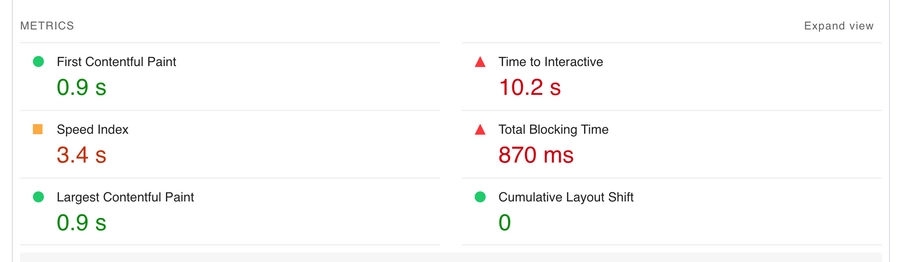 METRICS
Expand view
First Contentful Paint
0.9 s
Time to Interactive
10.2 s
Speed Index
3.4 s
Total Blocking Time
870 ms
Largest Contentful Paint
0.9 s
Cumulative Layout Shift
0